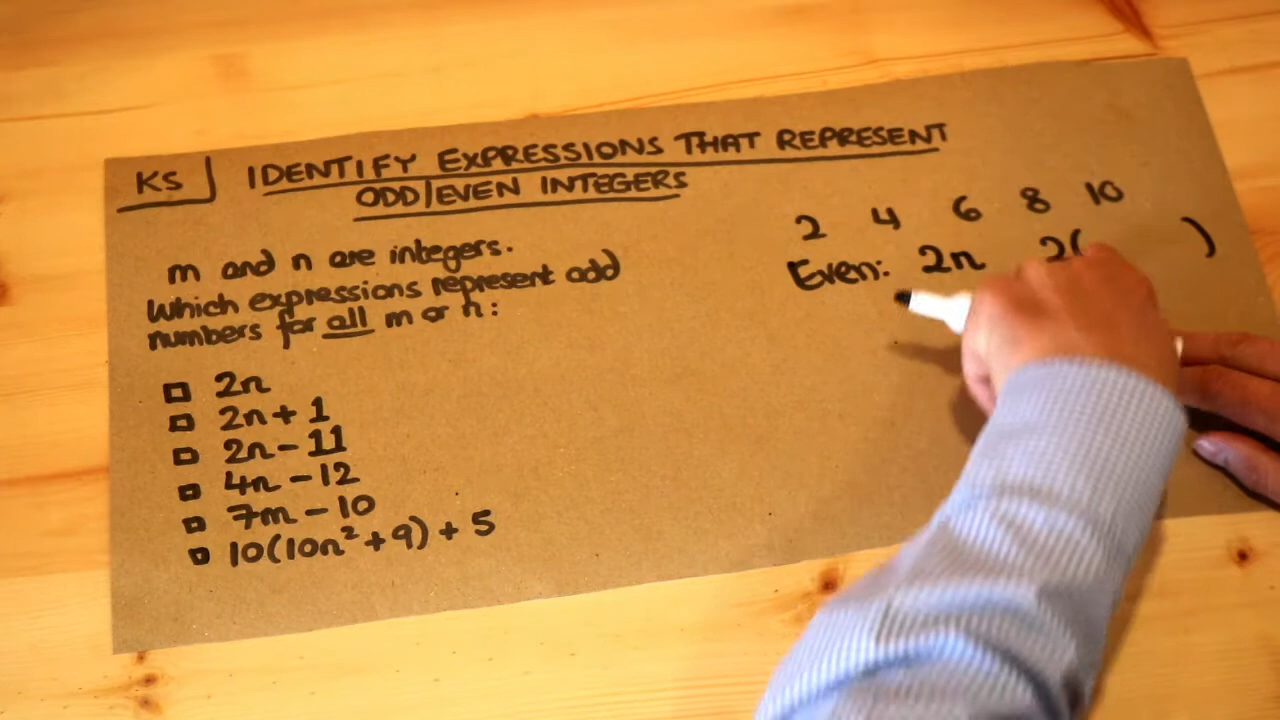 KS IDENTIFY EXPRESSIONS THAT REPRESENT
ODD/EVEN INTEGERS
m and n are integers.
Which expressions represent odd
numbers for all m or n:
2n
2n + 1
2n - 11
4n - 12
7m - 10
10(10n² + 9) + 5
2 4 6 8 10
Even: 2n 2( )